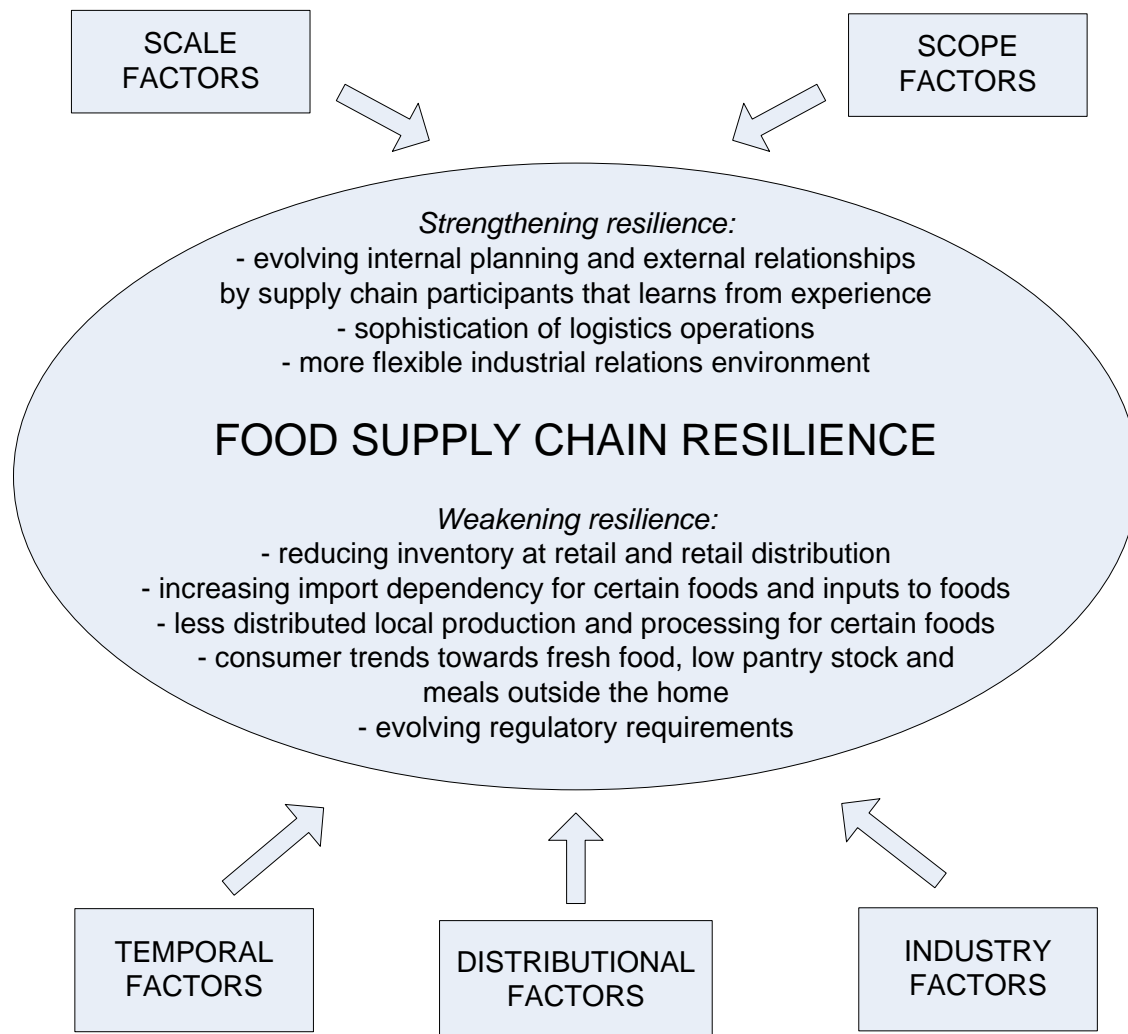 SCALE
FACTORS
SCOPE
FACTORS
Strengthening resilience:
- evolving internal planning and external relationships
by supply chain participants that learns from experience
- sophistication of logistics operations
- more flexible industrial relations environment
FOOD SUPPLY CHAIN RESILIENCE
Weakening resilience:
- reducing inventory at retail and retail distribution
- increasing import dependency for certain foods and inputs to foods
- less distributed local production and processing for certain foods
- consumer trends towards fresh food, low pantry stock and
meals outside the home
- evolving regulatory requirements
TEMPORAL
FACTORS
DISTRIBUTIONAL
FACTORS
INDUSTRY
FACTORS